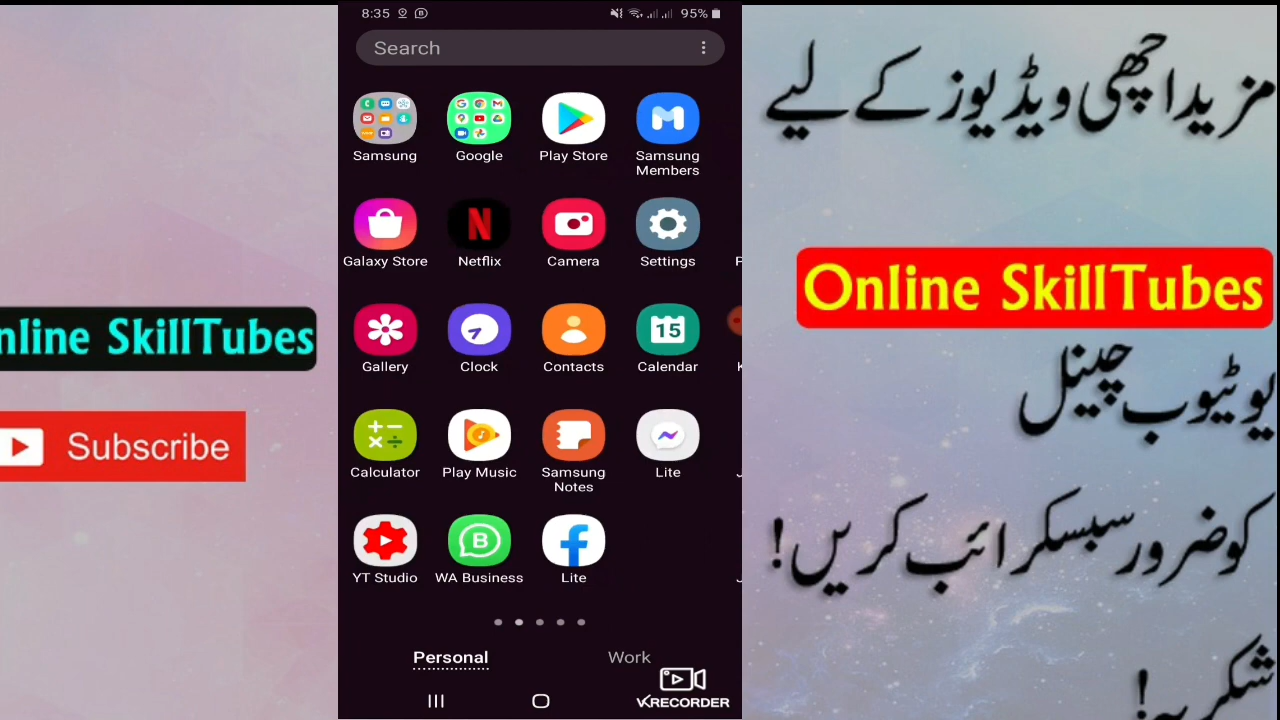 nline SkillTubes
Subscribe
8:35 95%
Search
Samsung Google Play Store Samsung Members
Galaxy Store Netflix Camera Settings
Gallery Clock Contacts 15 Calendar
Calculator Play Music Samsung Notes Lite
B
YT Studio WA Business Lite
Personal Work
VRECORDER
مزید اچھی ویڈیوز کے لیے
Online SkillTubes
یوٹیوب چینل
کو ضرور سبسکرائب کریں!
شکریہ!